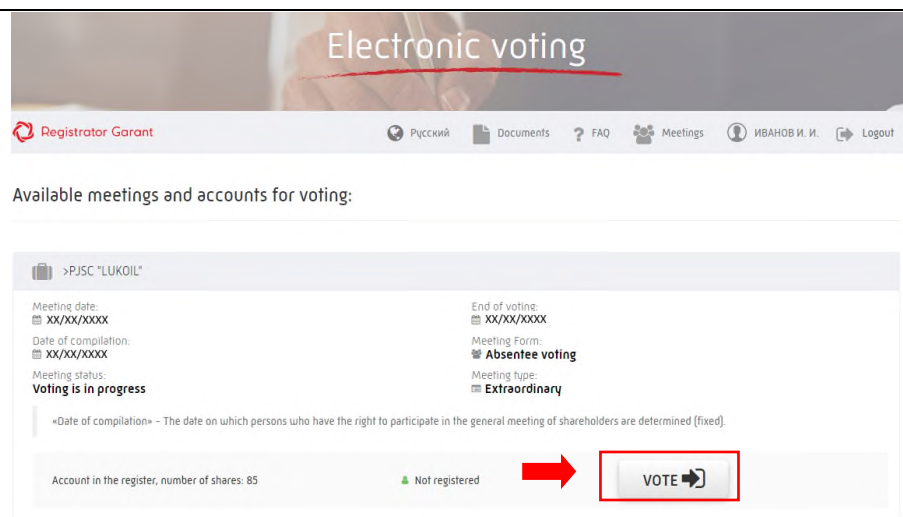 Electronic voting
Registrator Garant Русский Documents ? FAQ Meetings ИВАНОВ И. И. Logout
Available meetings and accounts for voting:
>PJSC "LUKOIL"
Meeting date: End of voting:
XX/XX/XXXX XX/XX/XXXX
Date of compilation: Meeting Form:
XX/XX/XXXX Absentee voting
Meeting status: Meeting type:
Voting is in progress Extraordinary
«Date of compilation» – The date on which persons who have the right to participate in the general meeting of shareholders are determined (fixed).
Account in the register, number of shares: 85 Not registered VOTE